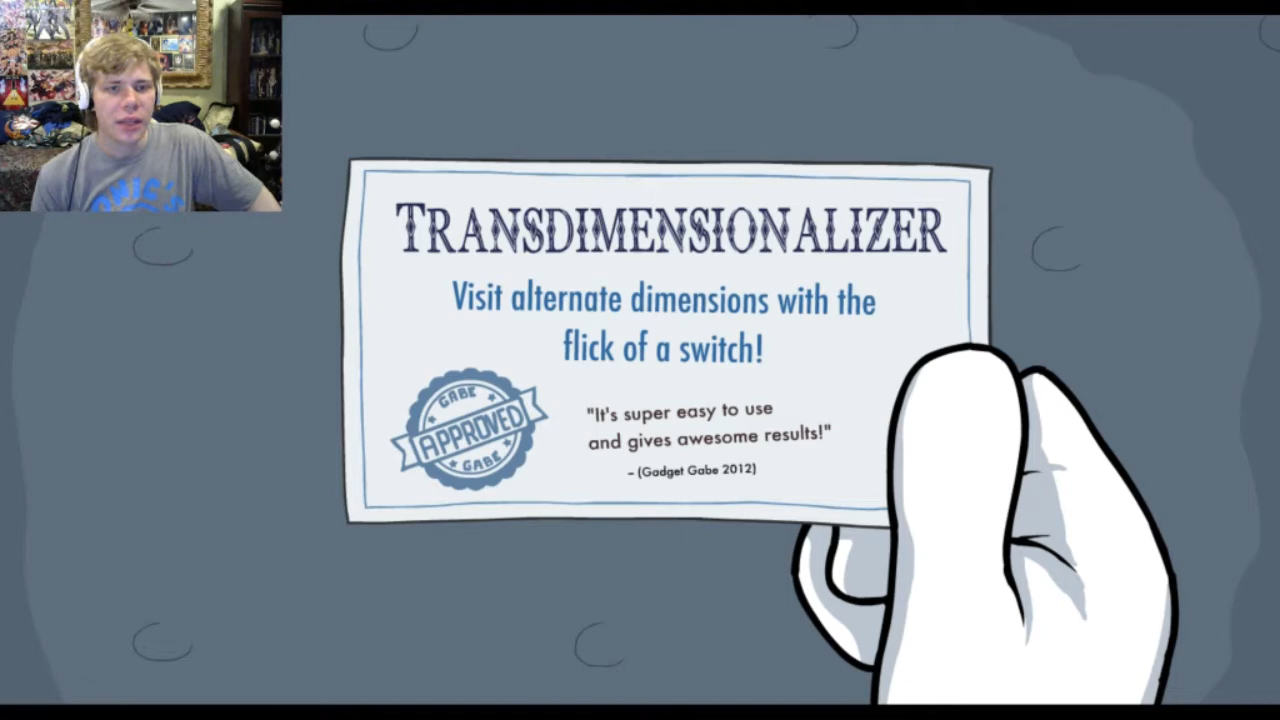 TRANSDIMENSIONALIZER
Visit alternate dimensions with the
flick of a switch!
GABE
APPROVED
GABE
"It's super easy to use
and gives awesome results!"
– (Gadget Gabe 2012)